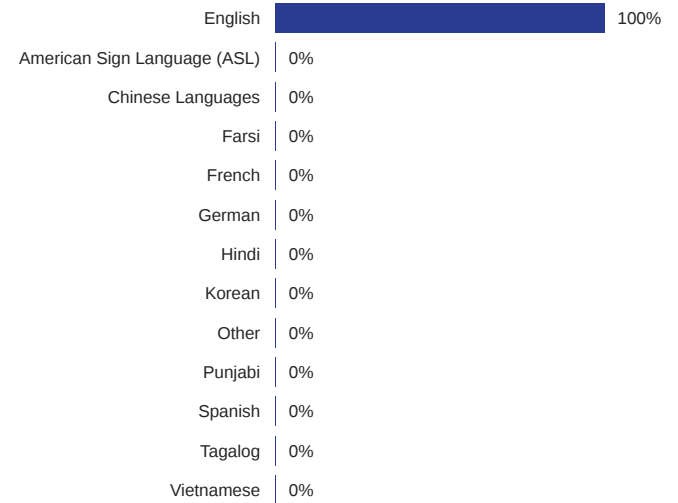 English 100%
American Sign Language (ASL) 0%
Chinese Languages 0%
Farsi 0%
French 0%
German 0%
Hindi 0%
Korean 0%
Other 0%
Punjabi 0%
Spanish 0%
Tagalog 0%
Vietnamese 0%